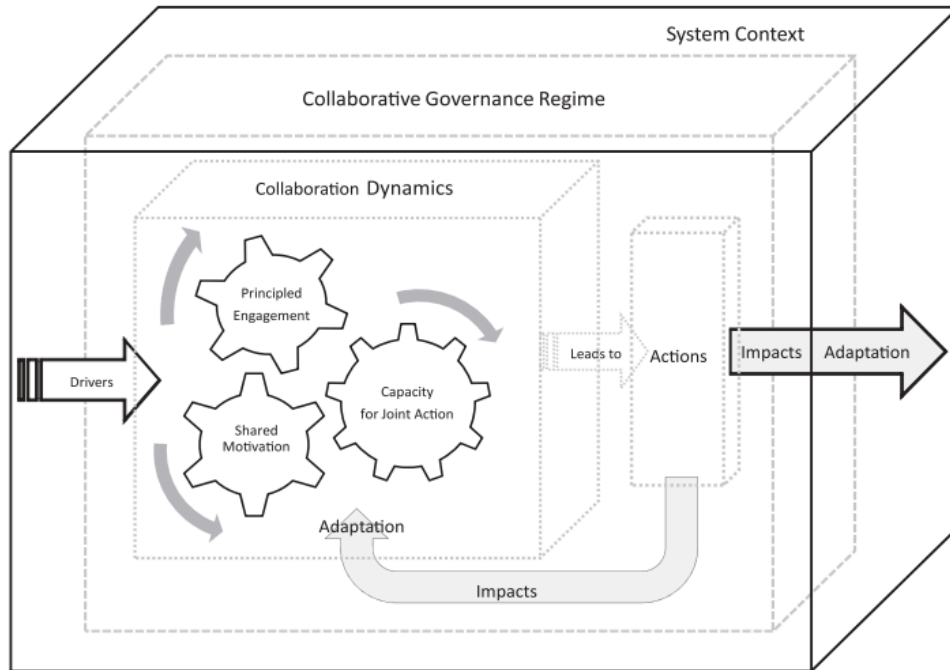 System Context
Collaborative Governance Regime
Collaboration Dynamics
Principled
Engagement
Drivers
Shared
Motivation
Capacity
for Joint Action
Leads to
Actions
Impacts
Adaptation
Adaptation
Impacts